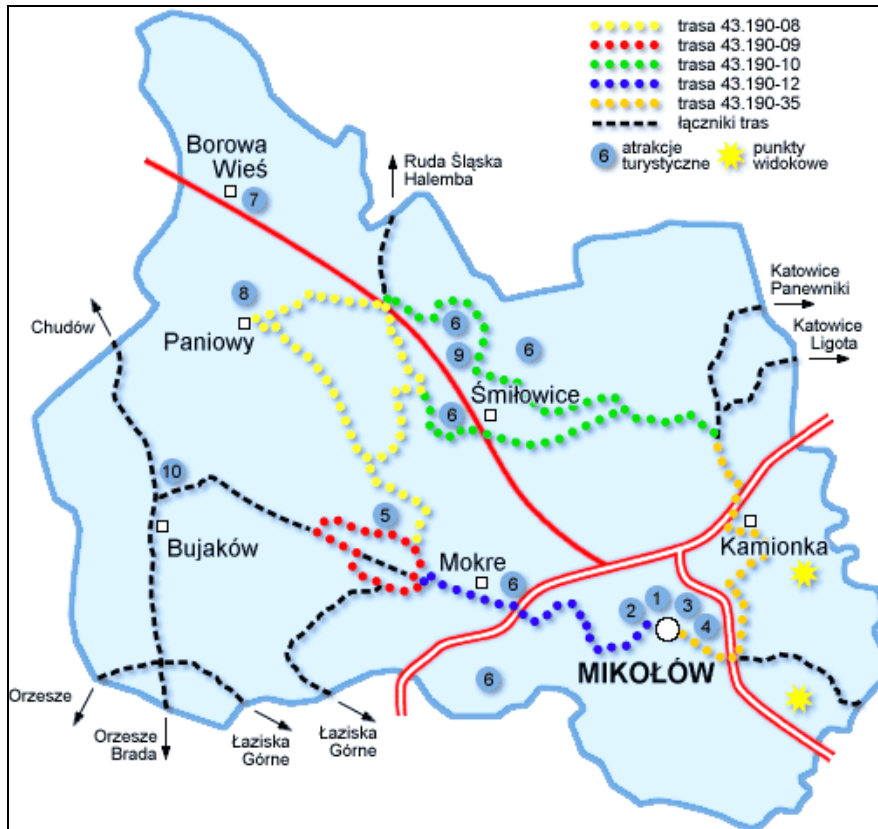 trasa 43.190-08
trasa 43.190-09
trasa 43.190-10
trasa 43.190-12
trasa 43.190-35
łączniki tras
6 atrakcje
turystyczne
punkty
widokowe
Borowa
Wieś
7
Ruda Śląska
Halemba
Katowice
Panewniki
Katowice
Ligota
8
Chudów
Paniowy
6
6
9
Śmiłowice
6
10
5
Bujaków
Mokre
6
Kamionka
1
2
3
4
MIKOŁÓW
6
Orzesze
Orzesze
Brada
Łaziska
Górne
Łaziska
Górne